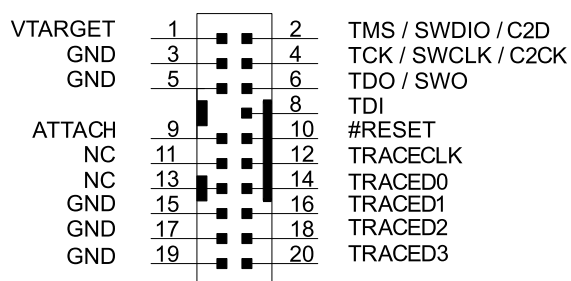 VTARGET 1 2 TMS / SWDIO / C2D
GND 3 4 TCK / SWCLK / C2CK
GND 5 6 TDO / SWO
8 TDI
ATTACH 9 10 #RESET
NC 11 12 TRACECLK
NC 13 14 TRACED0
GND 15 16 TRACED1
GND 17 18 TRACED2
GND 19 20 TRACED3